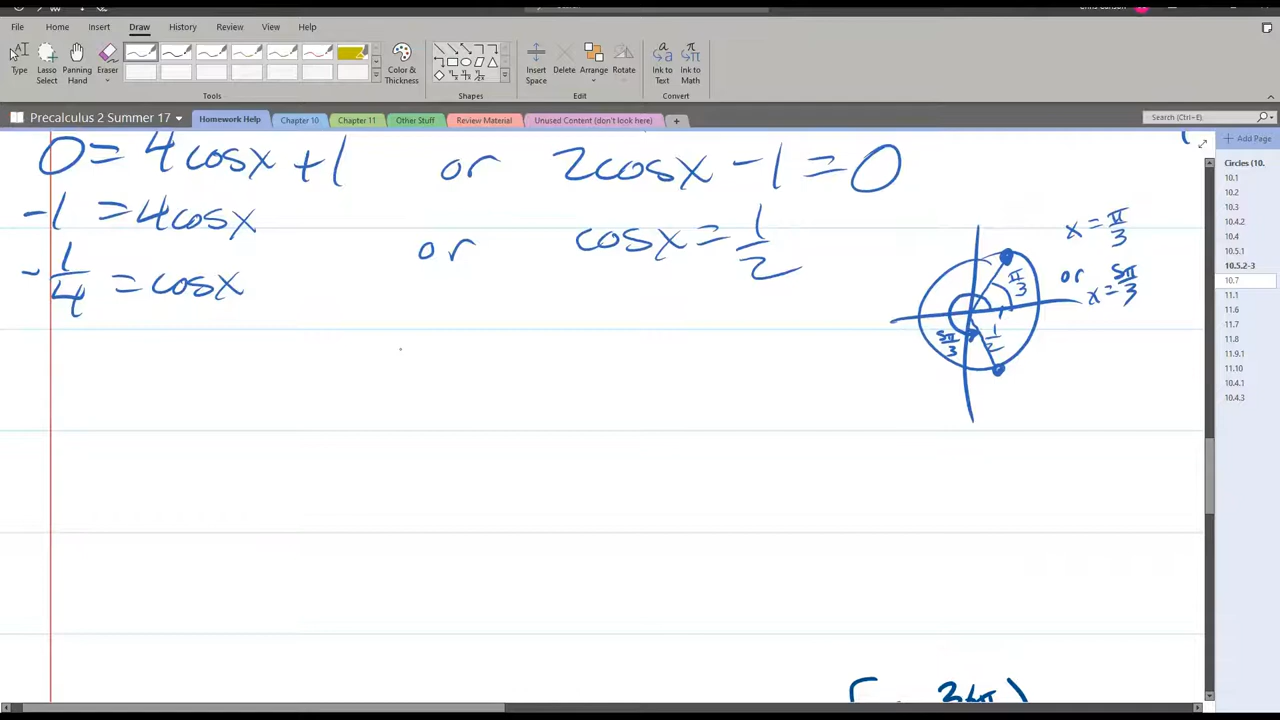 File Home Insert Draw History Review View Help
Type Lasso Select Panning Hand Eraser Color & Thickness Insert Space Delete Arrange Rotate Ink to Text Ink to Math
Tools Shapes Edit Convert
Precalculus 2 Summer 17 Homework Help Chapter 10 Chapter 11 Other Stuff Review Material Unused Content (don't look here) + Search (Ctrl+E)
Add Page
Circles (10.
10.1
10.2
10.3
10.4.2
10.4
10.5.1
10.5.2-3
10.7
11.1
11.6
11.7
11.8
11.9.1
11.10
10.4.1
10.4.3
0 = 4cosx + 1 or 2cosx - 1 = 0
-1 = 4cosx
-1/4 = cosx or cosx = 1/2
x = π/3
or
x = 5π/3
π/3
5π/3
1/2